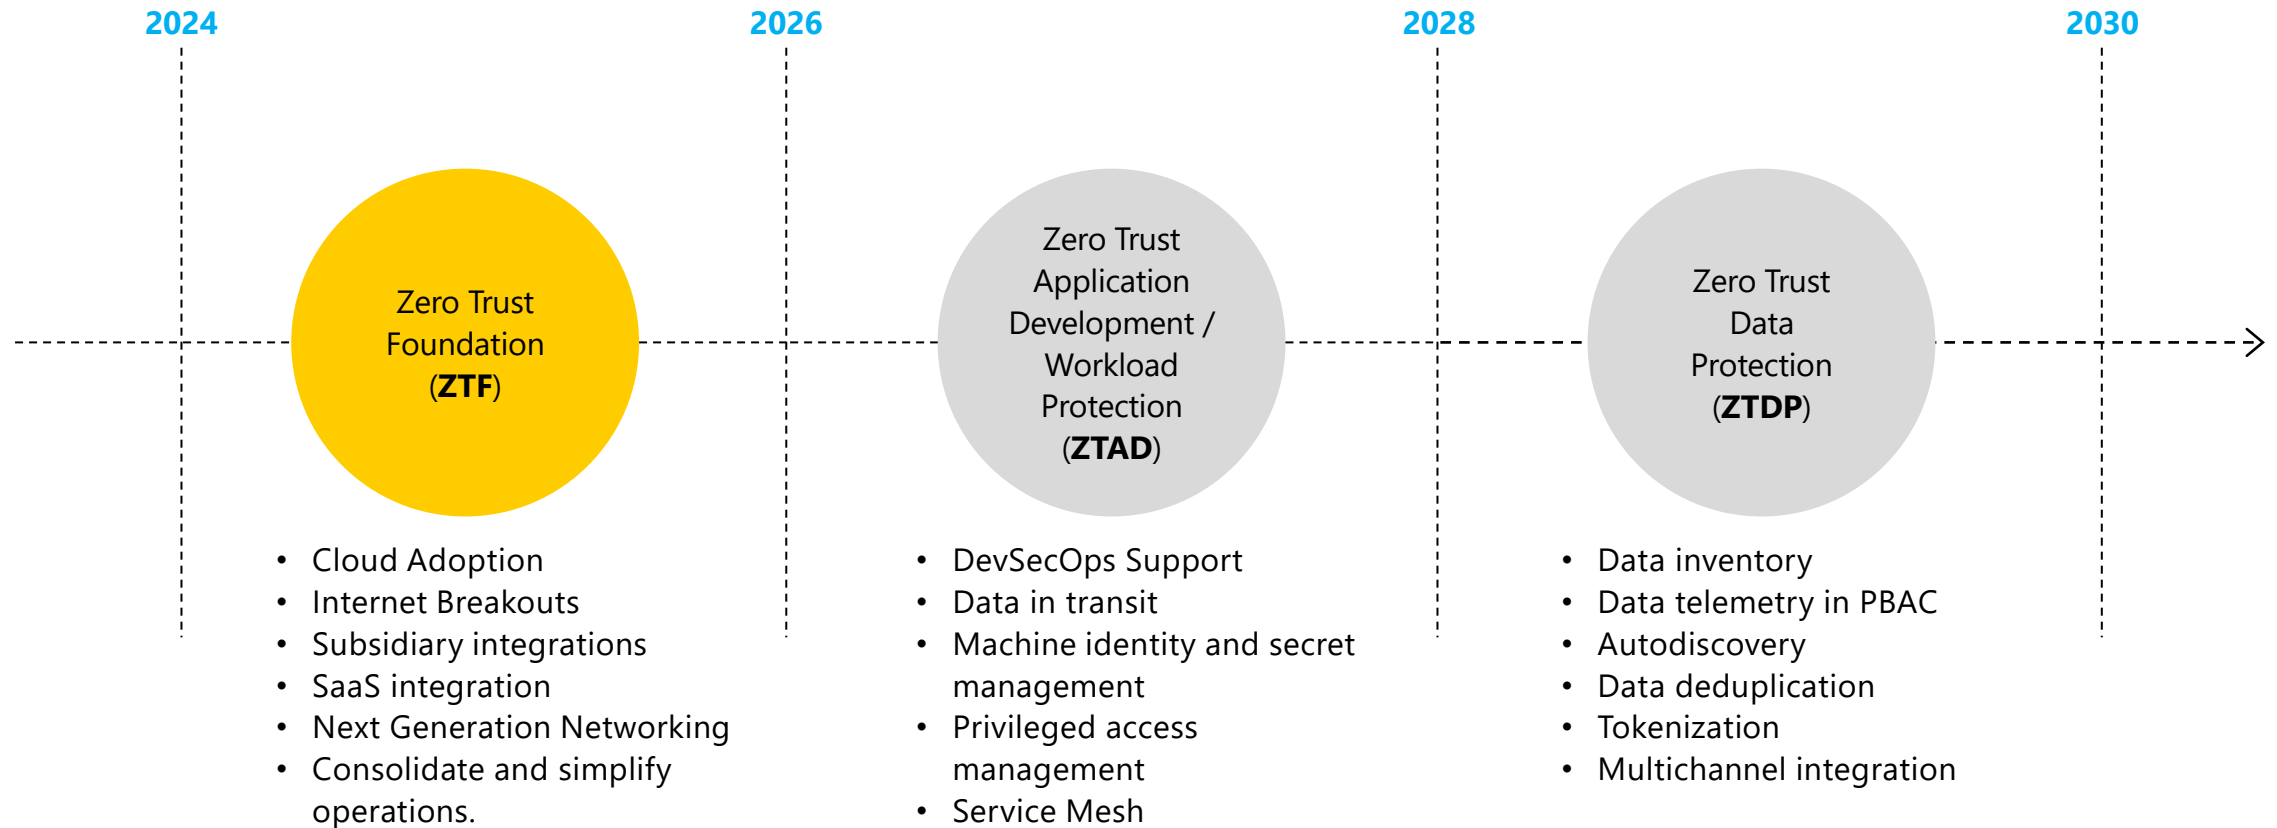 2024
2026
2028
2030
Zero Trust
Foundation
(ZTF)
Zero Trust
Application
Development /
Workload
Protection
(ZTAD)
Zero Trust
Data
Protection
(ZTDP)
• Cloud Adoption
• Internet Breakouts
• Subsidiary integrations
• SaaS integration
• Next Generation Networking
• Consolidate and simplify
operations.
• DevSecOps Support
• Data in transit
• Machine identity and secret
management
• Privileged access
management
• Service Mesh
• Data inventory
• Data telemetry in PBAC
• Autodiscovery
• Data deduplication
• Tokenization
• Multichannel integration